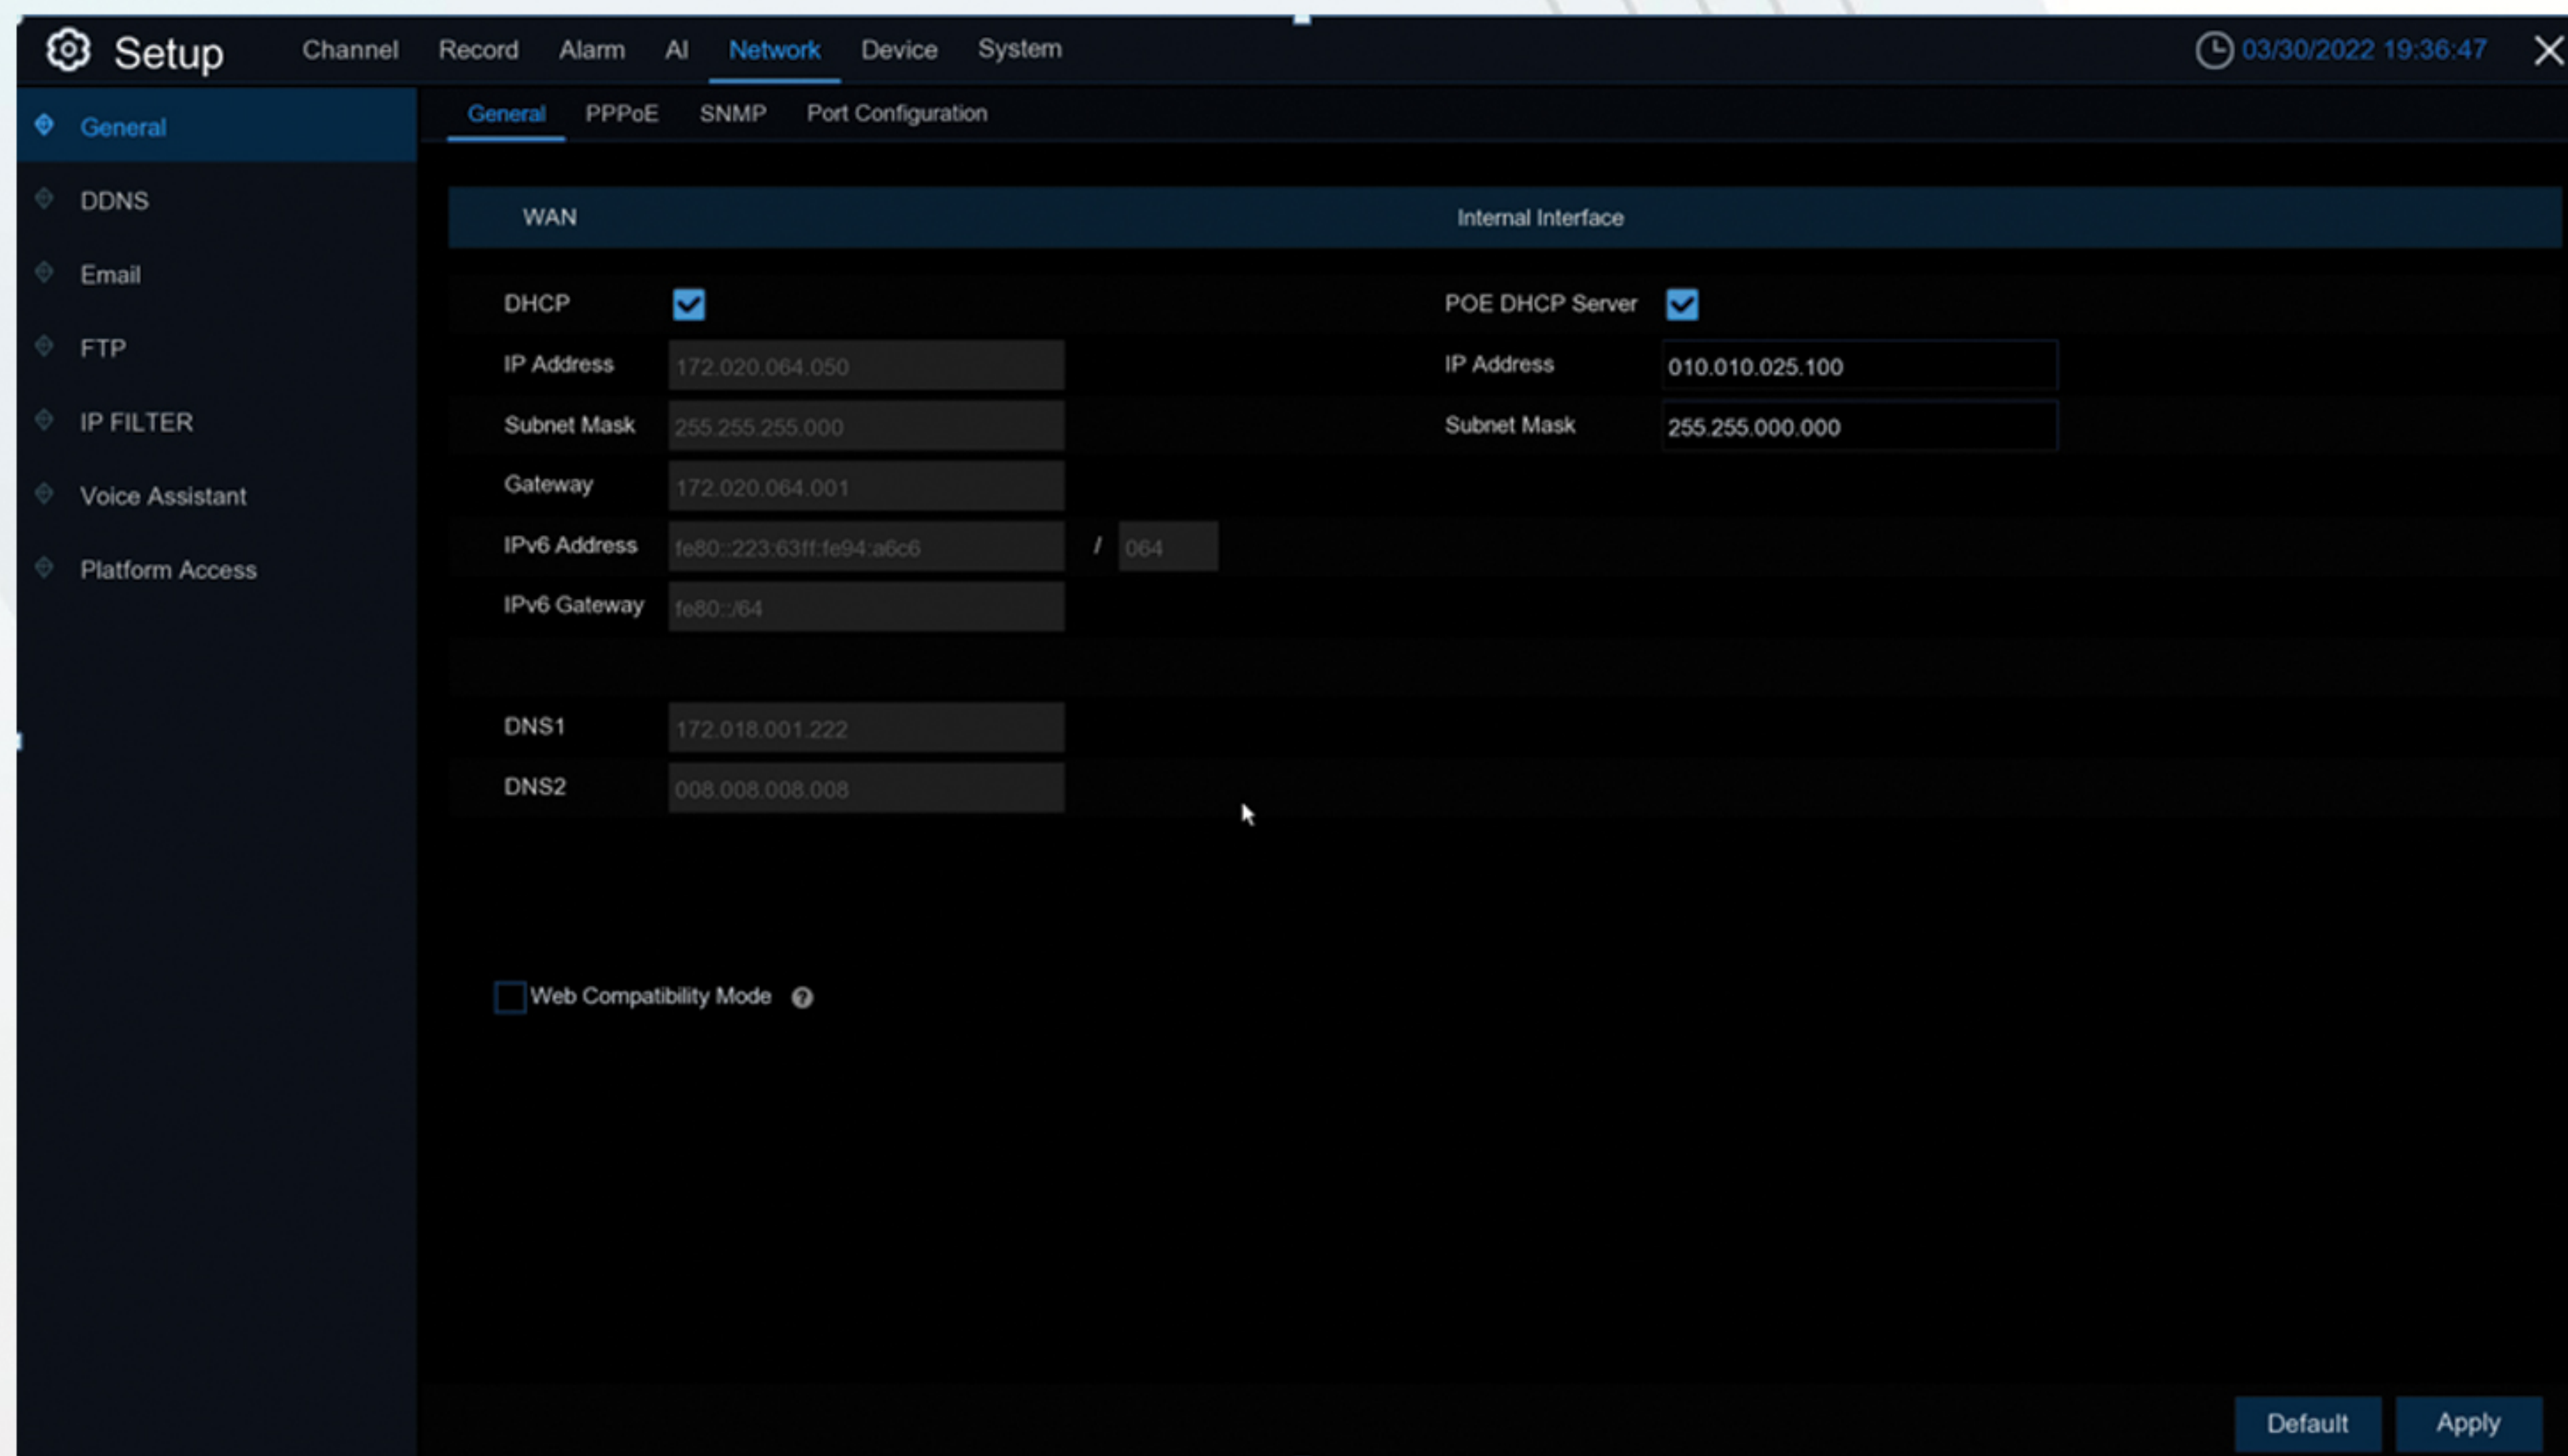 Setup Channel Record Alarm AI Network Device System 03/30/2022 19:36:47
General PPPoE SNMP Port Configuration
General
DDNS
Email
FTP
IP FILTER
Voice Assistant
Platform Access
WAN Internal Interface
DHCP POE DHCP Server
IP Address 172.020.064.050 IP Address 010.010.025.100
Subnet Mask 255.255.255.000 Subnet Mask 255.255.000.000
Gateway 172.020.064.001
IPv6 Address fe80::223:63ff:fe94:a6c6 / 064
IPv6 Gateway fe80::/64
DNS1 172.018.001.222
DNS2 008.008.008.008
Web Compatibility Mode ?
Default Apply